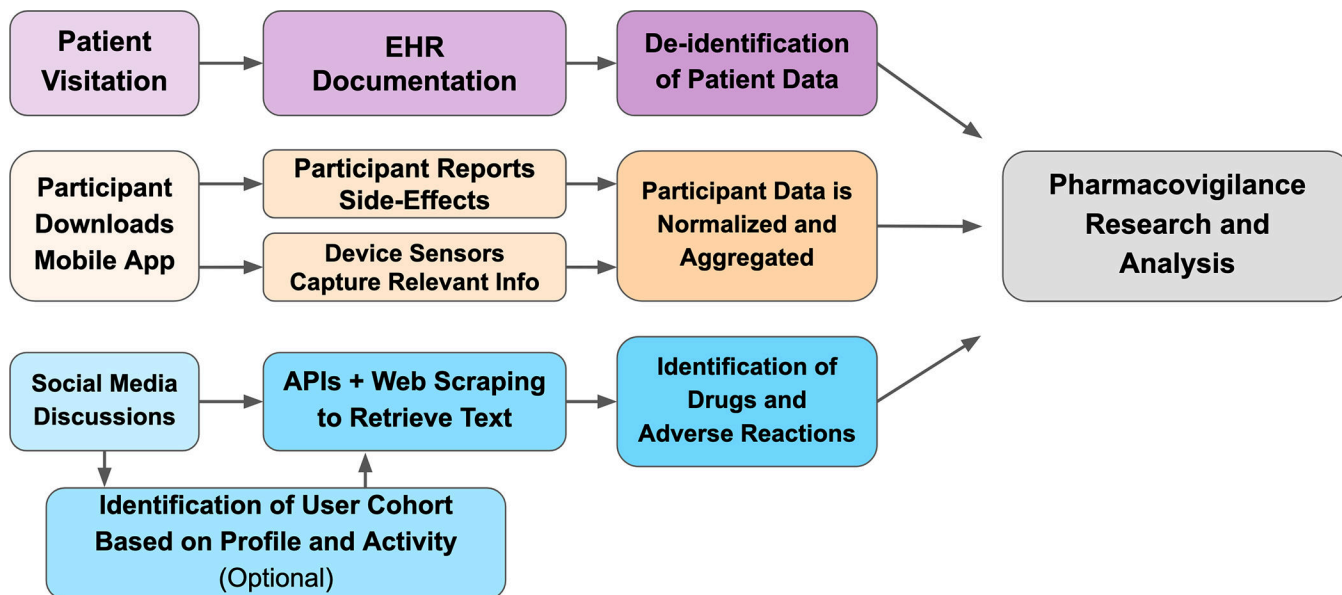 Patient
Visitation
EHR
Documentation
De-identification
of Patient Data
Participant
Downloads
Mobile App
Participant Reports
Side-Effects
Device Sensors
Capture Relevant Info
Participant Data is
Normalized and
Aggregated
Pharmacovigilance
Research and
Analysis
Social Media
Discussions
APIs + Web Scraping
to Retrieve Text
Identification of
Drugs and
Adverse Reactions
Identification of User Cohort
Based on Profile and Activity
(Optional)